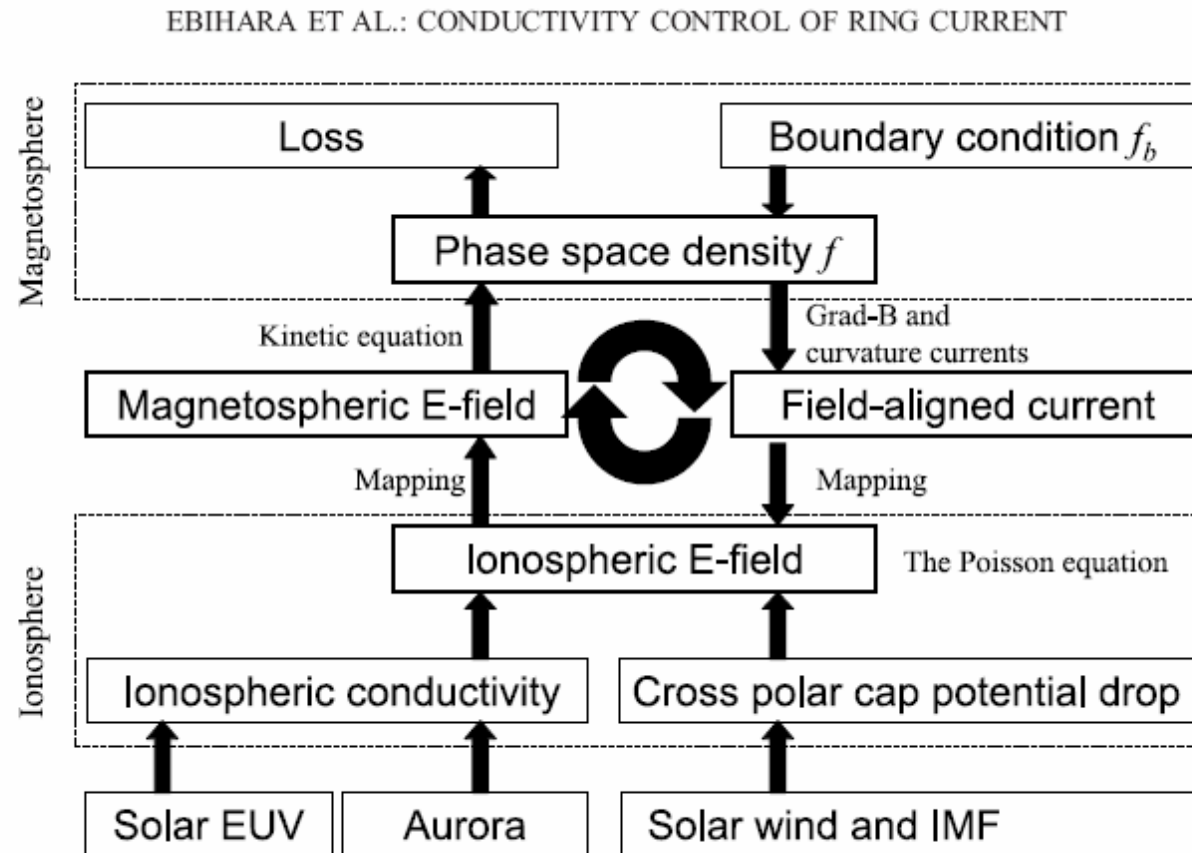 EBIHARA ET AL.: CONDUCTIVITY CONTROL OF RING CURRENT
Magnetosphere
Loss
Boundary condition f_b
Phase space density f
Kinetic equation
Grad-B and
curvature currents
Magnetospheric E-field
Field-aligned current
Mapping
Mapping
Ionosphere
Ionospheric E-field
The Poisson equation
Ionospheric conductivity
Cross polar cap potential drop
Solar EUV
Aurora
Solar wind and IMF